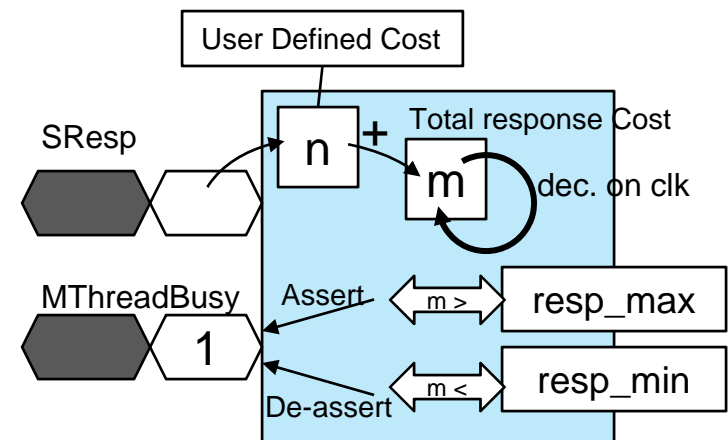 User Defined Cost
SResp
n
+
Total response Cost
m
dec. on clk
MThreadBusy
1
Assert
m >
resp_max
De-assert
m <
resp_min